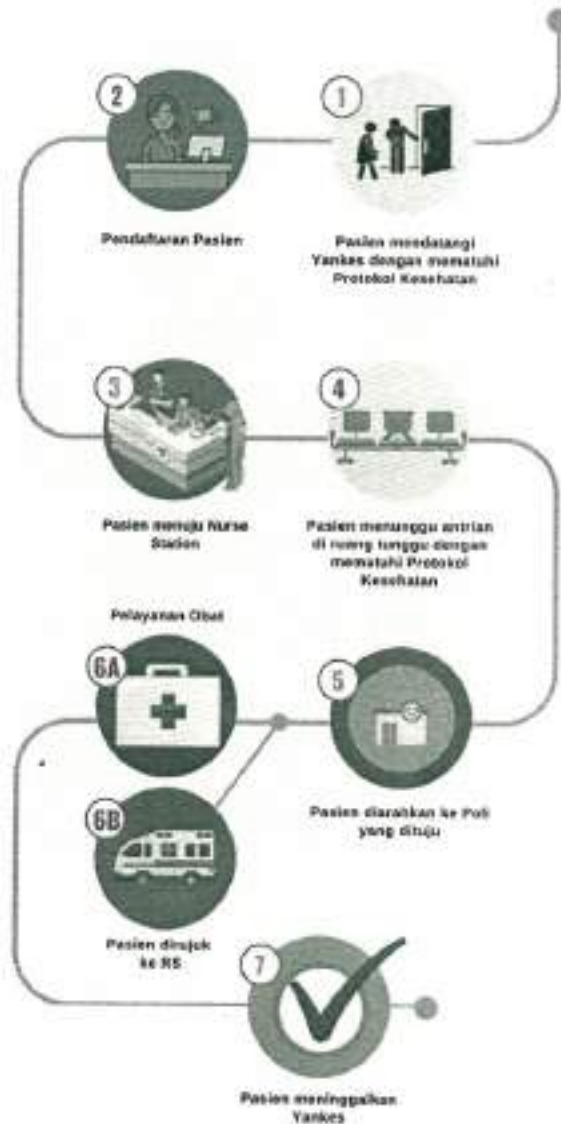 1
Pasien mendatangi
Yankes dengan mematuhi
Protokol Kesehatan
2
Pendaftaran Pasien
3
Pasien menuju Nurse
Station
4
Pasien menunggu antrian
di ruang tunggu dengan
mematuhi Protokol
Kesehatan
5
Pasien diarahkan ke Poli
yang dituju
Pelayanan Obat
6A
6B
Pasien dirujuk
ke RS
7
Pasien meninggalkan
Yankes